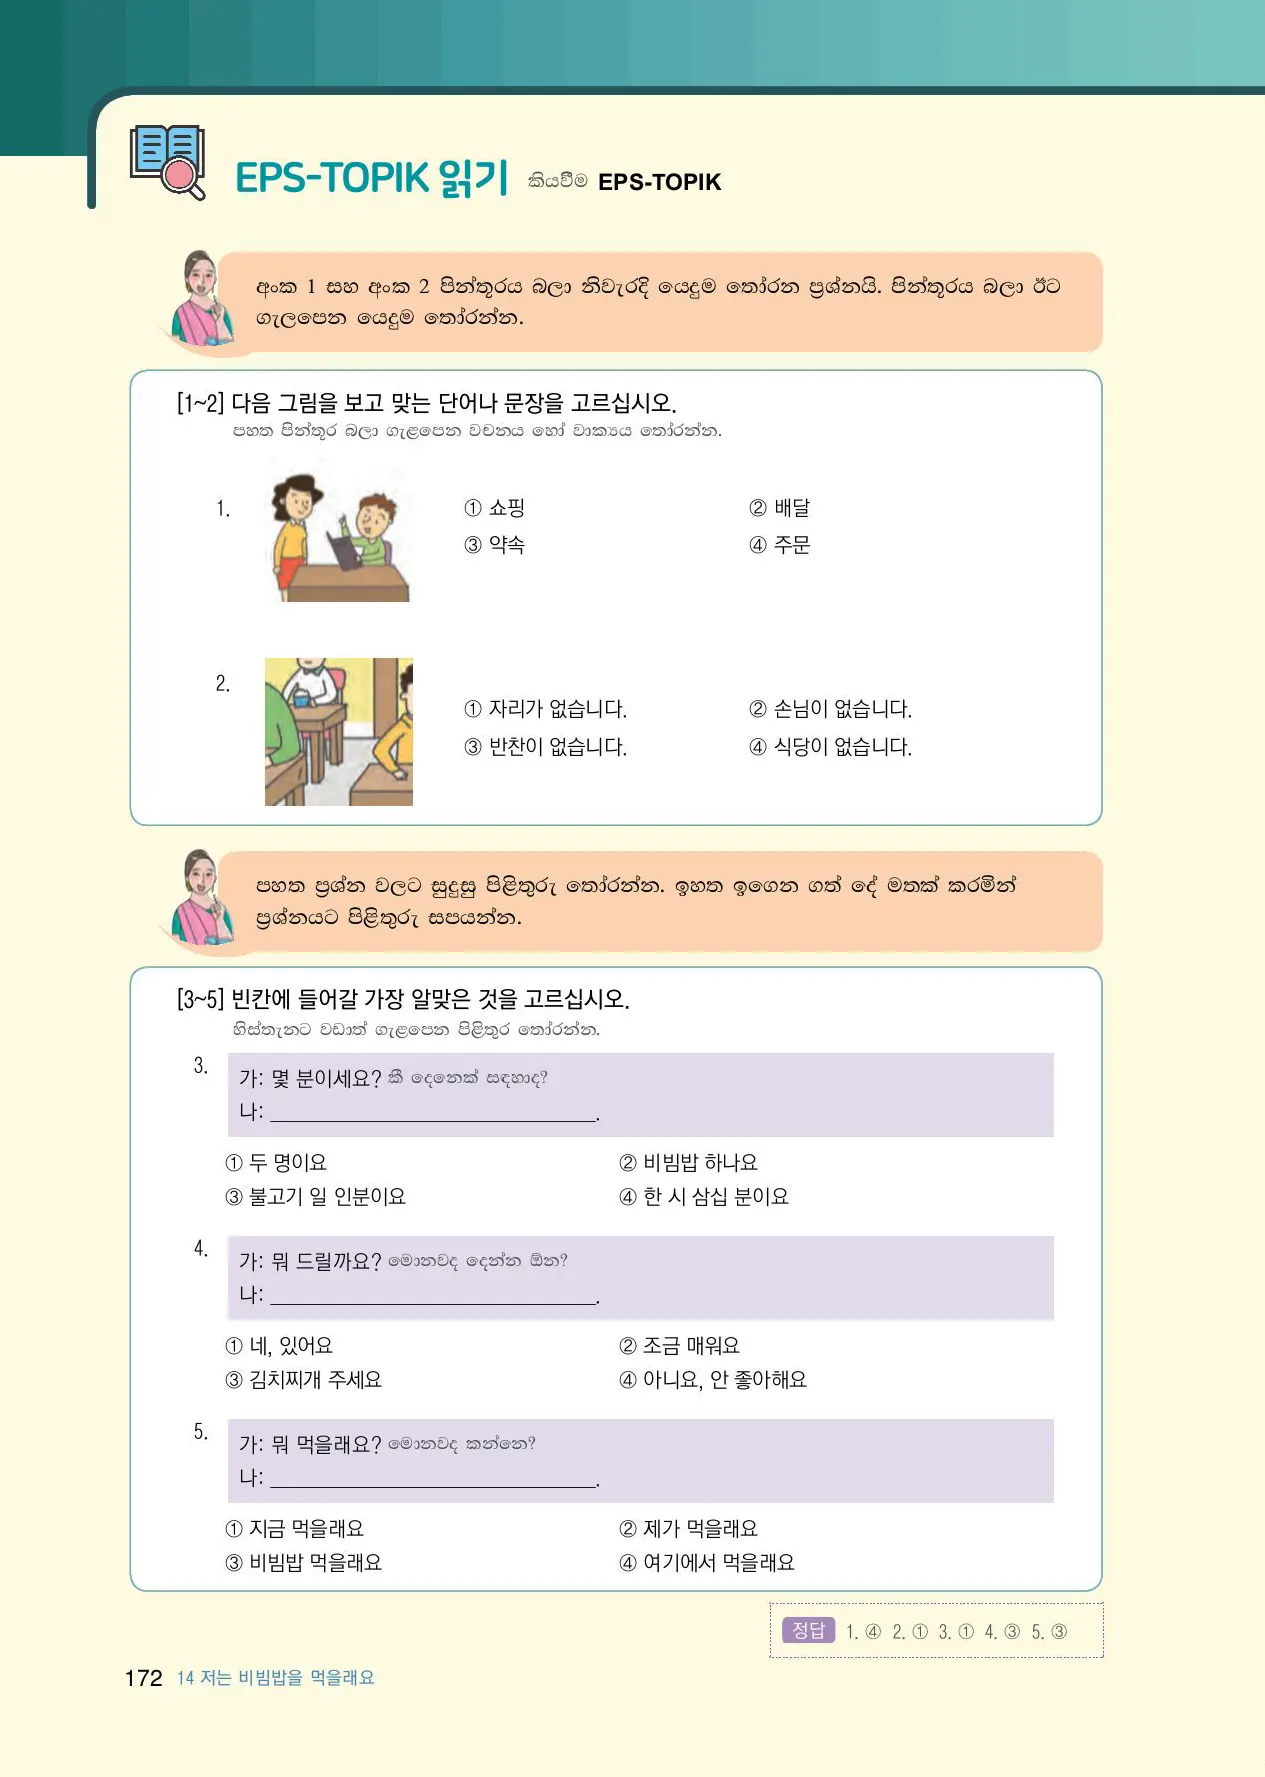 EPS-TOPIK 읽기 කියවීම EPS-TOPIK
අංක 1 සහ අංක 2 පින්තූරය බලා නිවැරදි යෙදුම තෝරන ප්‍රශ්නයි. පින්තූරය බලා ඊට
ගැලපෙන යෙදුම තෝරන්න.
[1~2] 다음 그림을 보고 맞는 단어나 문장을 고르십시오.
පහත පින්තූර බලා ගැළපෙන වචනය හෝ වාක්‍යය තෝරන්න.
1. ① 쇼핑 ② 배달
③ 약속 ④ 주문
2. ① 자리가 없습니다. ② 손님이 없습니다.
③ 반찬이 없습니다. ④ 식당이 없습니다.
පහත ප්‍රශ්න වලට සුදුසු පිළිතුරු තෝරන්න. ඉහත ඉගෙන ගත් දේ මතක් කරමින්
ප්‍රශ්නයට පිළිතුරු සපයන්න.
[3~5] 빈칸에 들어갈 가장 알맞은 것을 고르십시오.
හිස්තැනට වඩාත් ගැළපෙන පිළිතුර තෝරන්න.
3. 가: 몇 분이세요? කී දෙනෙක් සඳහාද?
나: ______________________________.
① 두 명이요 ② 비빔밥 하나요
③ 불고기 일 인분이요 ④ 한 시 삼십 분이요
4. 가: 뭐 드릴까요? මොනවද දෙන්න ඕන?
나: ______________________________.
① 네, 있어요 ② 조금 매워요
③ 김치찌개 주세요 ④ 아니요, 안 좋아해요
5. 가: 뭐 먹을래요? මොනවද කන්නෙ?
나: ______________________________.
① 지금 먹을래요 ② 제가 먹을래요
③ 비빔밥 먹을래요 ④ 여기에서 먹을래요
정답 1. ④ 2. ① 3. ① 4. ③ 5. ③
172 14 저는 비빔밥을 먹을래요